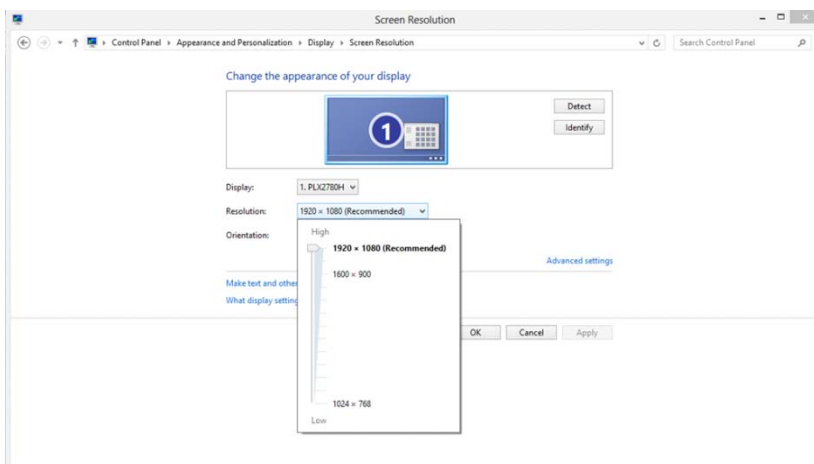 Screen Resolution
Control Panel Appearance and Personalization Display Screen Resolution
Search Control Panel
Change the appearance of your display
1
Detect
Identify
Display: 1. PLX2780H
Resolution: 1920 × 1080 (Recommended)
Orientation:
High
1920 × 1080 (Recommended)
1600 × 900
Advanced settings
Make text and other
What display setting
OK Cancel Apply
1024 × 768
Low